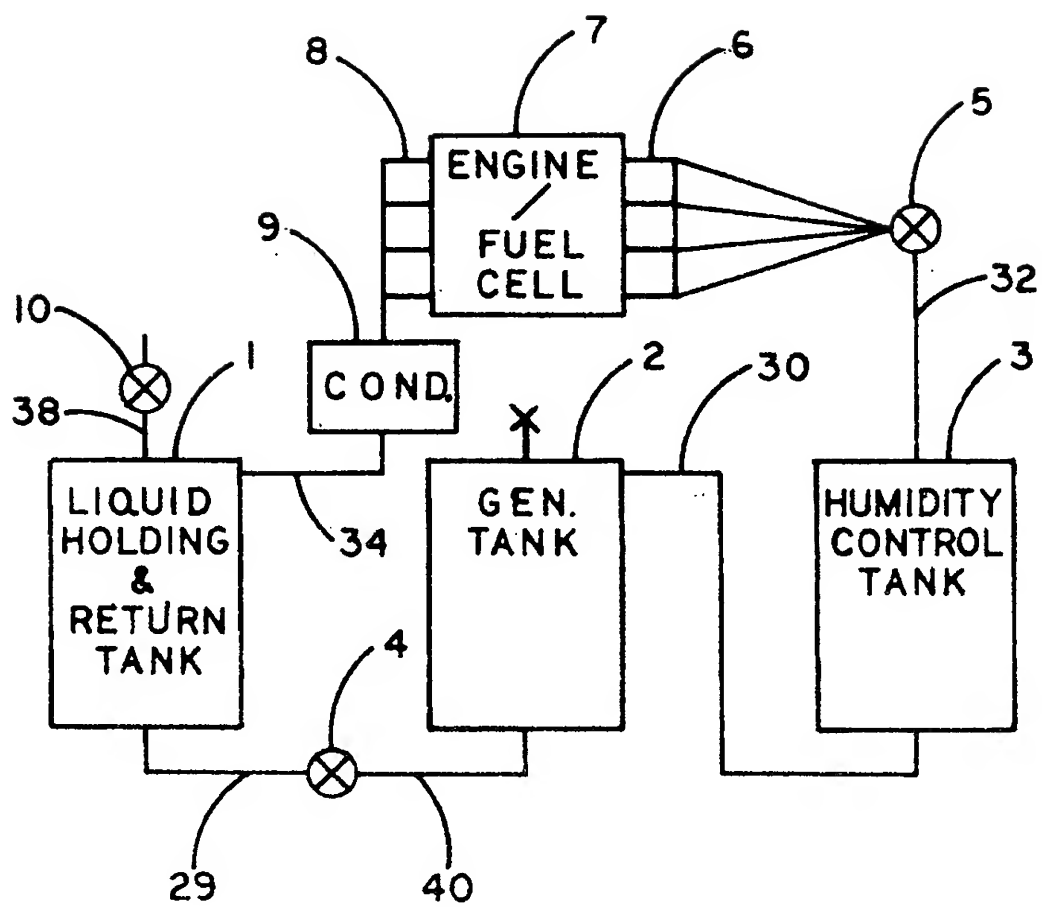 7
6
8
5
ENGINE
/
FUEL
CELL
9
32
10
1
2
30
3
COND.
38
LIQUID
HOLDING
&
RETURN
TANK
34
GEN.
TANK
HUMIDITY
CONTROL
TANK
4
29
40